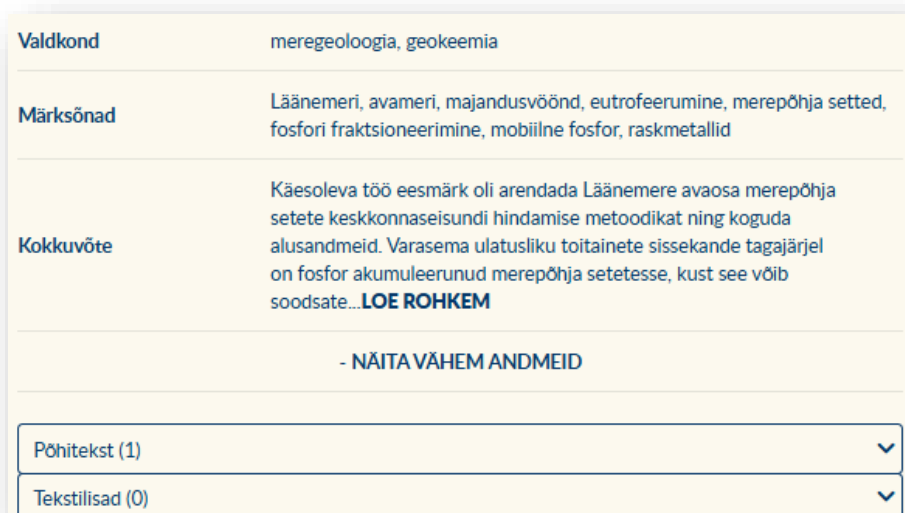 Valdkond meregeoloogia, geokeemia
Märksõnad Läänemeri, avameri, majandusvöönd, eutrofeerumine, merepõhja setted,
fosfori fraktsioneerimine, mobiilne fosfor, raskmetallid
Kokkuvõte Käesoleva töö eesmärk oli arendada Läänemere avaosa merepõhja
setete keskkonnaseisundi hindamise metoodikat ning koguda
alusandmeid. Varasema ulatusliku toitainete sissekande tagajärjel
on fosfor akumuleerunud merepõhja setetesse, kust see võib
soodsate...LOE ROHKEM
- NÄITA VÄHEM ANDMEID
Põhitekst (1)
Tekstilisad (0)